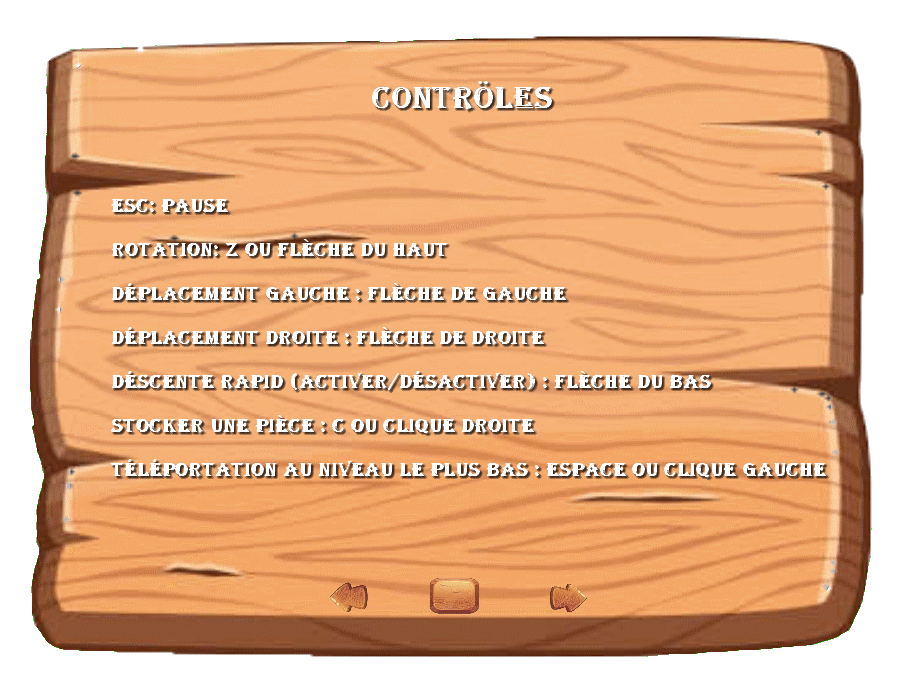 CONTRÖLES
ESC: PAUSE
ROTATION: Z OU FLÈCHE DU HAUT
DÉPLACEMENT GAUCHE : FLÈCHE DE GAUCHE
DÉPLACEMENT DROITE : FLÈCHE DE DROITE
DÉSCENTE RAPID (ACTIVER/DÉSACTIVER) : FLÈCHE DU BAS
STOCKER UNE PIÈCE : C OU CLIQUE DROITE
TÉLÉPORTATION AU NIVEAU LE PLUS BAS : ESPACE OU CLIQUE GAUCHE